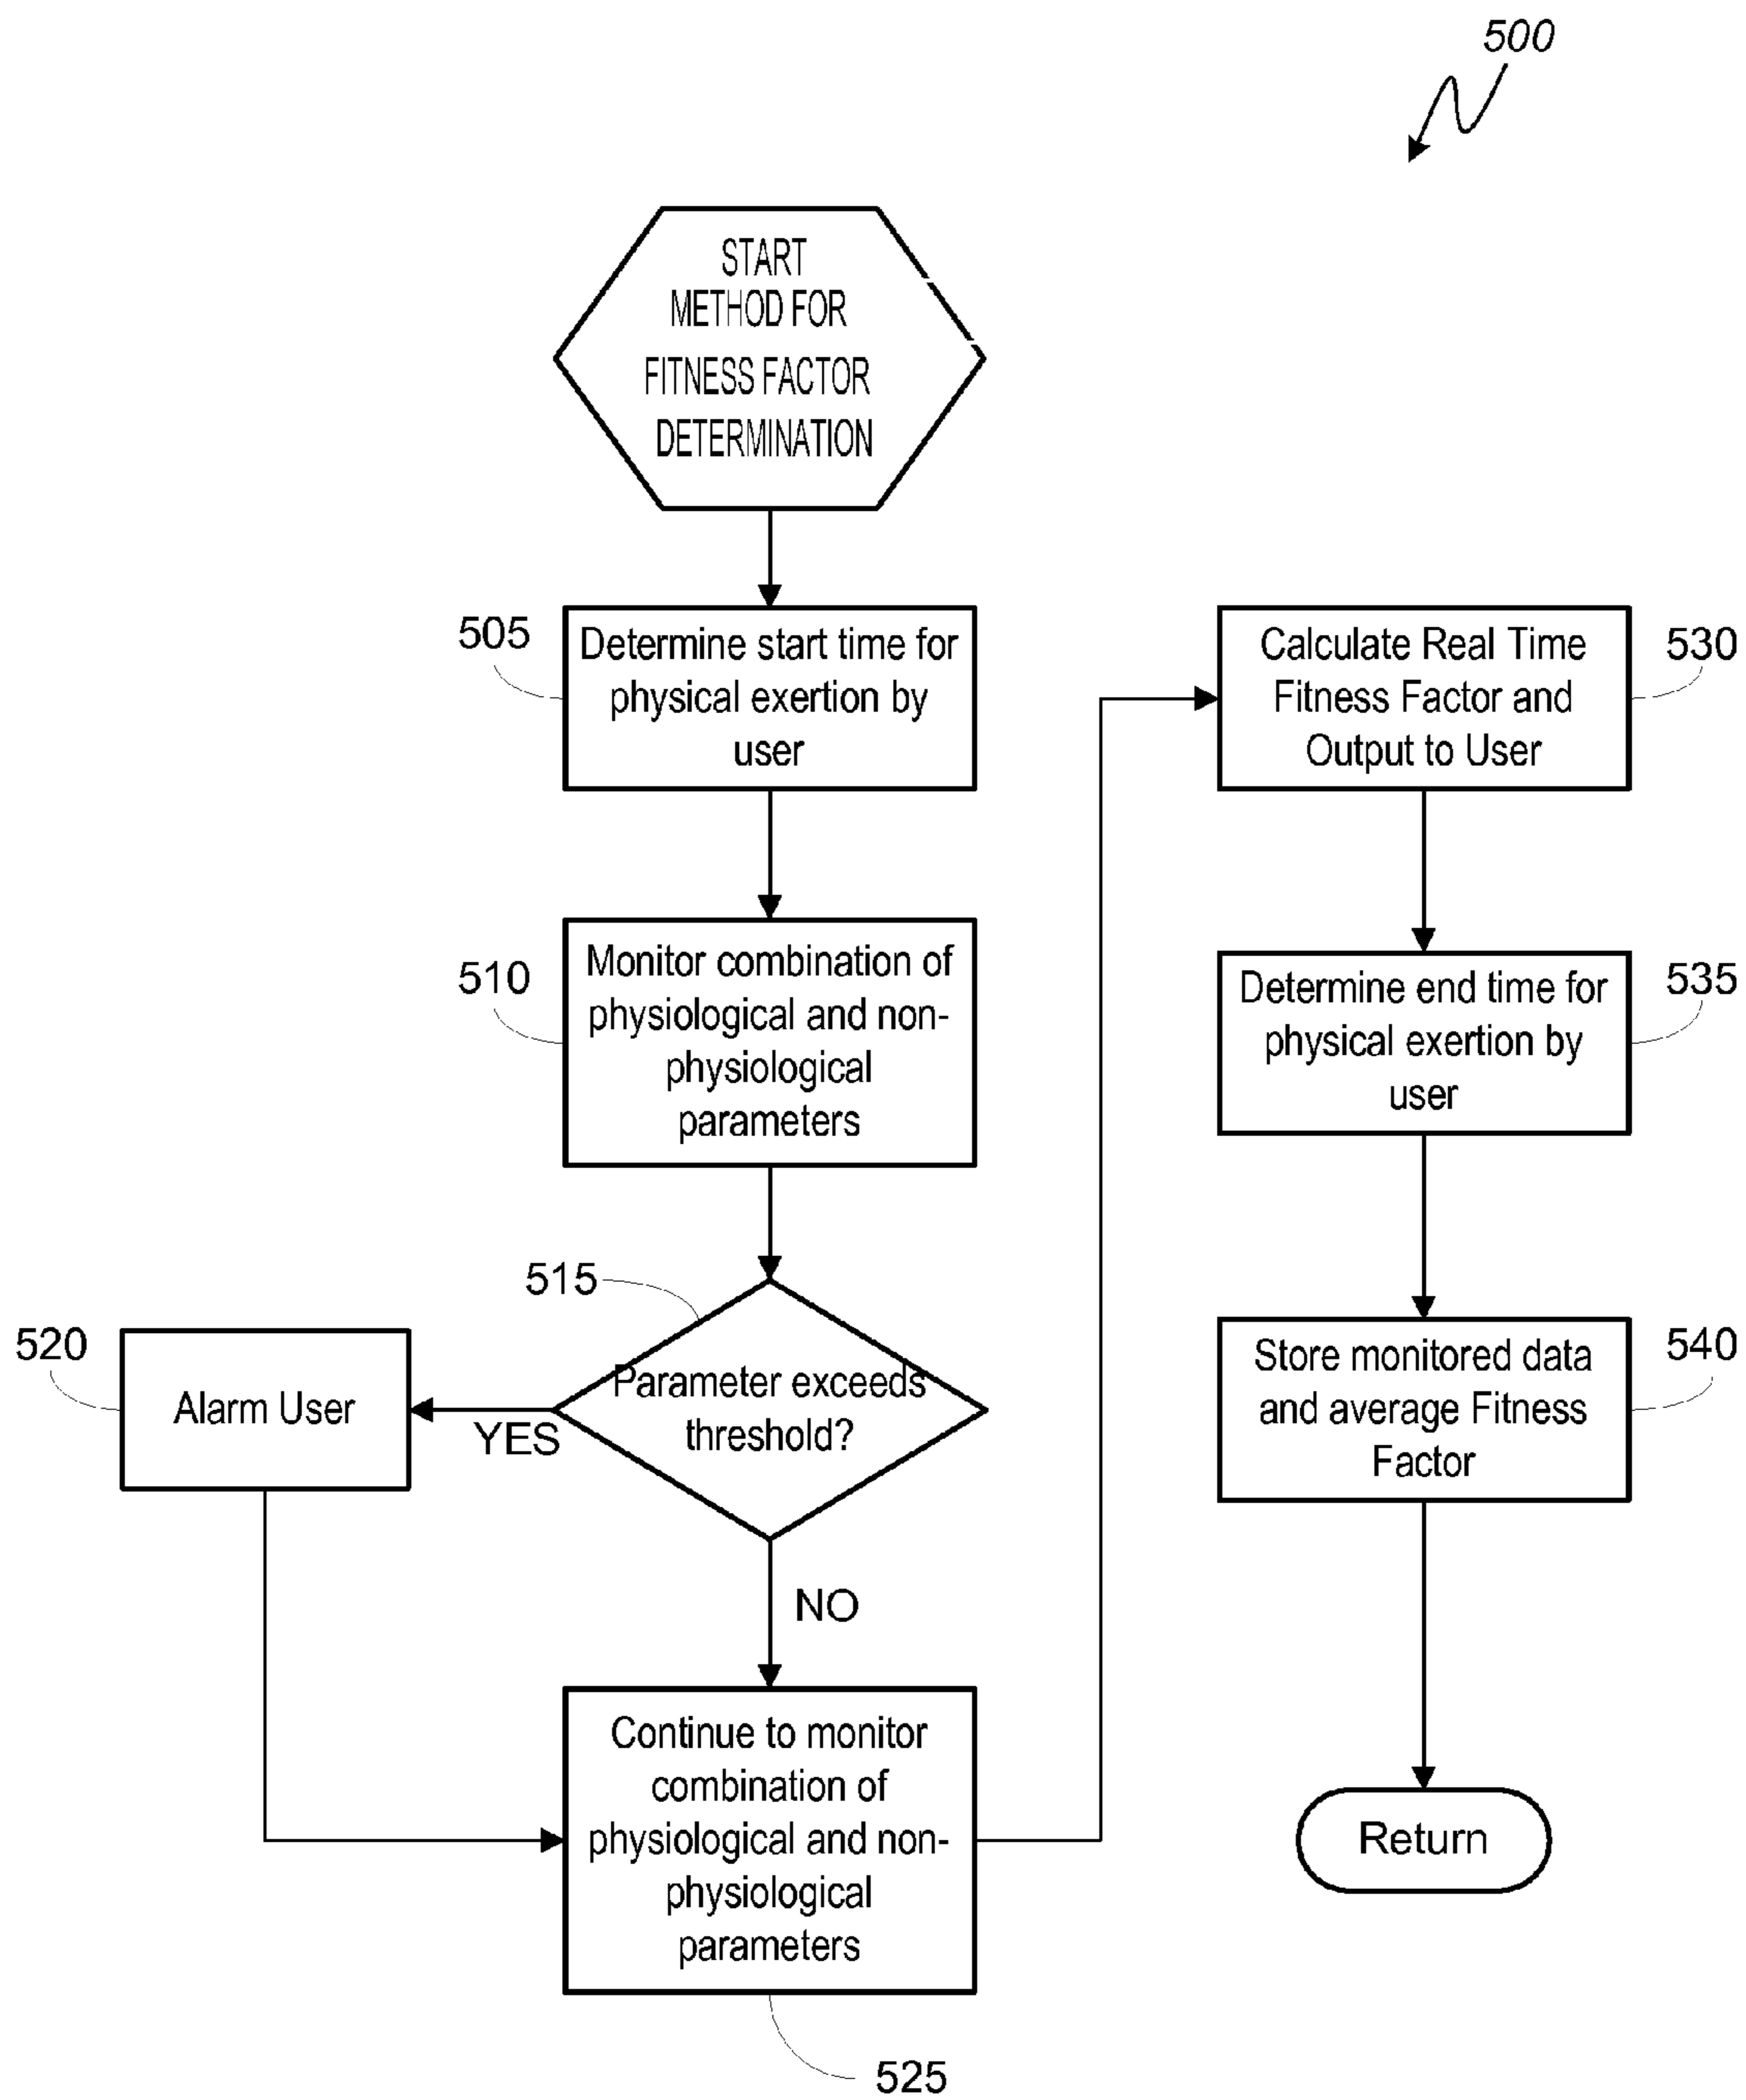 500
START
METHOD FOR
FITNESS FACTOR
DETERMINATION
505
Determine start time for
physical exertion by
user
510
Monitor combination of
physiological and non-
physiological
parameters
515
Parameter exceeds
threshold?
YES
520
Alarm User
NO
Continue to monitor
combination of
physiological and non-
physiological
parameters
525
Calculate Real Time
Fitness Factor and
Output to User
530
Determine end time for
physical exertion by
user
535
Store monitored data
and average Fitness
Factor
540
Return